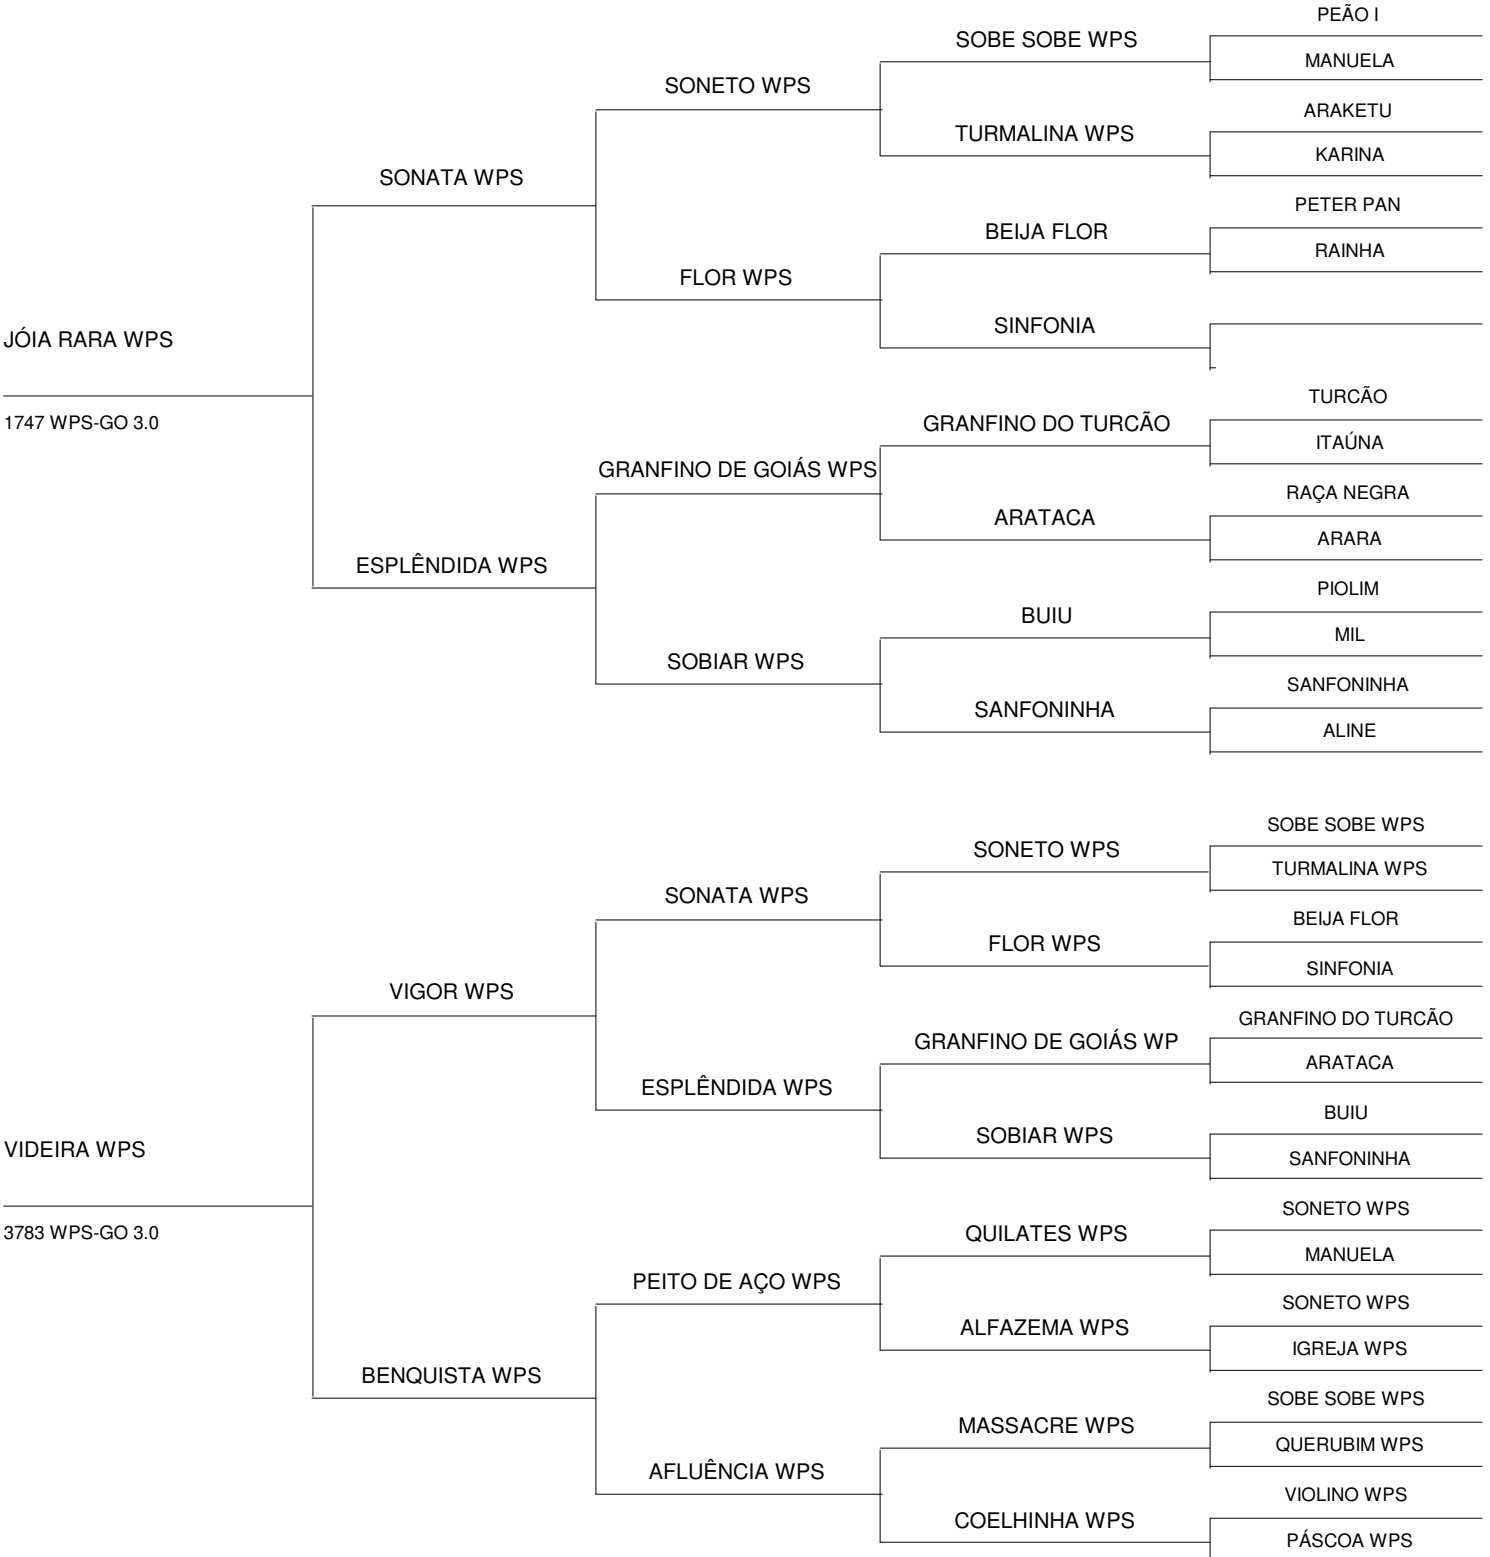 PEÃO I
SOBE SOBE WPS
MANUELA
SONETO WPS
ARAKETU
TURMALINA WPS
KARINA
SONATA WPS
PETER PAN
BEIJA FLOR
RAINHA
FLOR WPS
SINFONIA
JÓIA RARA WPS
1747 WPS-GO 3.0
TURCÃO
GRANFINO DO TURCÃO
ITAÚNA
GRANFINO DE GOIÁS WPS
RAÇA NEGRA
ARATACA
ARARA
ESPLÊNDIDA WPS
PIOLIM
BUIU
MIL
SOBIAR WPS
SANFONINHA
SANFONINHA
ALINE
SOBE SOBE WPS
SONETO WPS
TURMALINA WPS
SONATA WPS
BEIJA FLOR
FLOR WPS
SINFONIA
VIGOR WPS
GRANFINO DO TURCÃO
GRANFINO DE GOIÁS WP
ARATACA
ESPLÊNDIDA WPS
BUIU
SOBIAR WPS
SANFONINHA
VIDEIRA WPS
3783 WPS-GO 3.0
SONETO WPS
QUILATES WPS
MANUELA
PEITO DE AÇO WPS
SONETO WPS
ALFAZEMA WPS
IGREJA WPS
BENQUISTA WPS
SOBE SOBE WPS
MASSACRE WPS
QUERUBIM WPS
AFLUÊNCIA WPS
VIOLINO WPS
COELHINHA WPS
PÁSCOA WPS